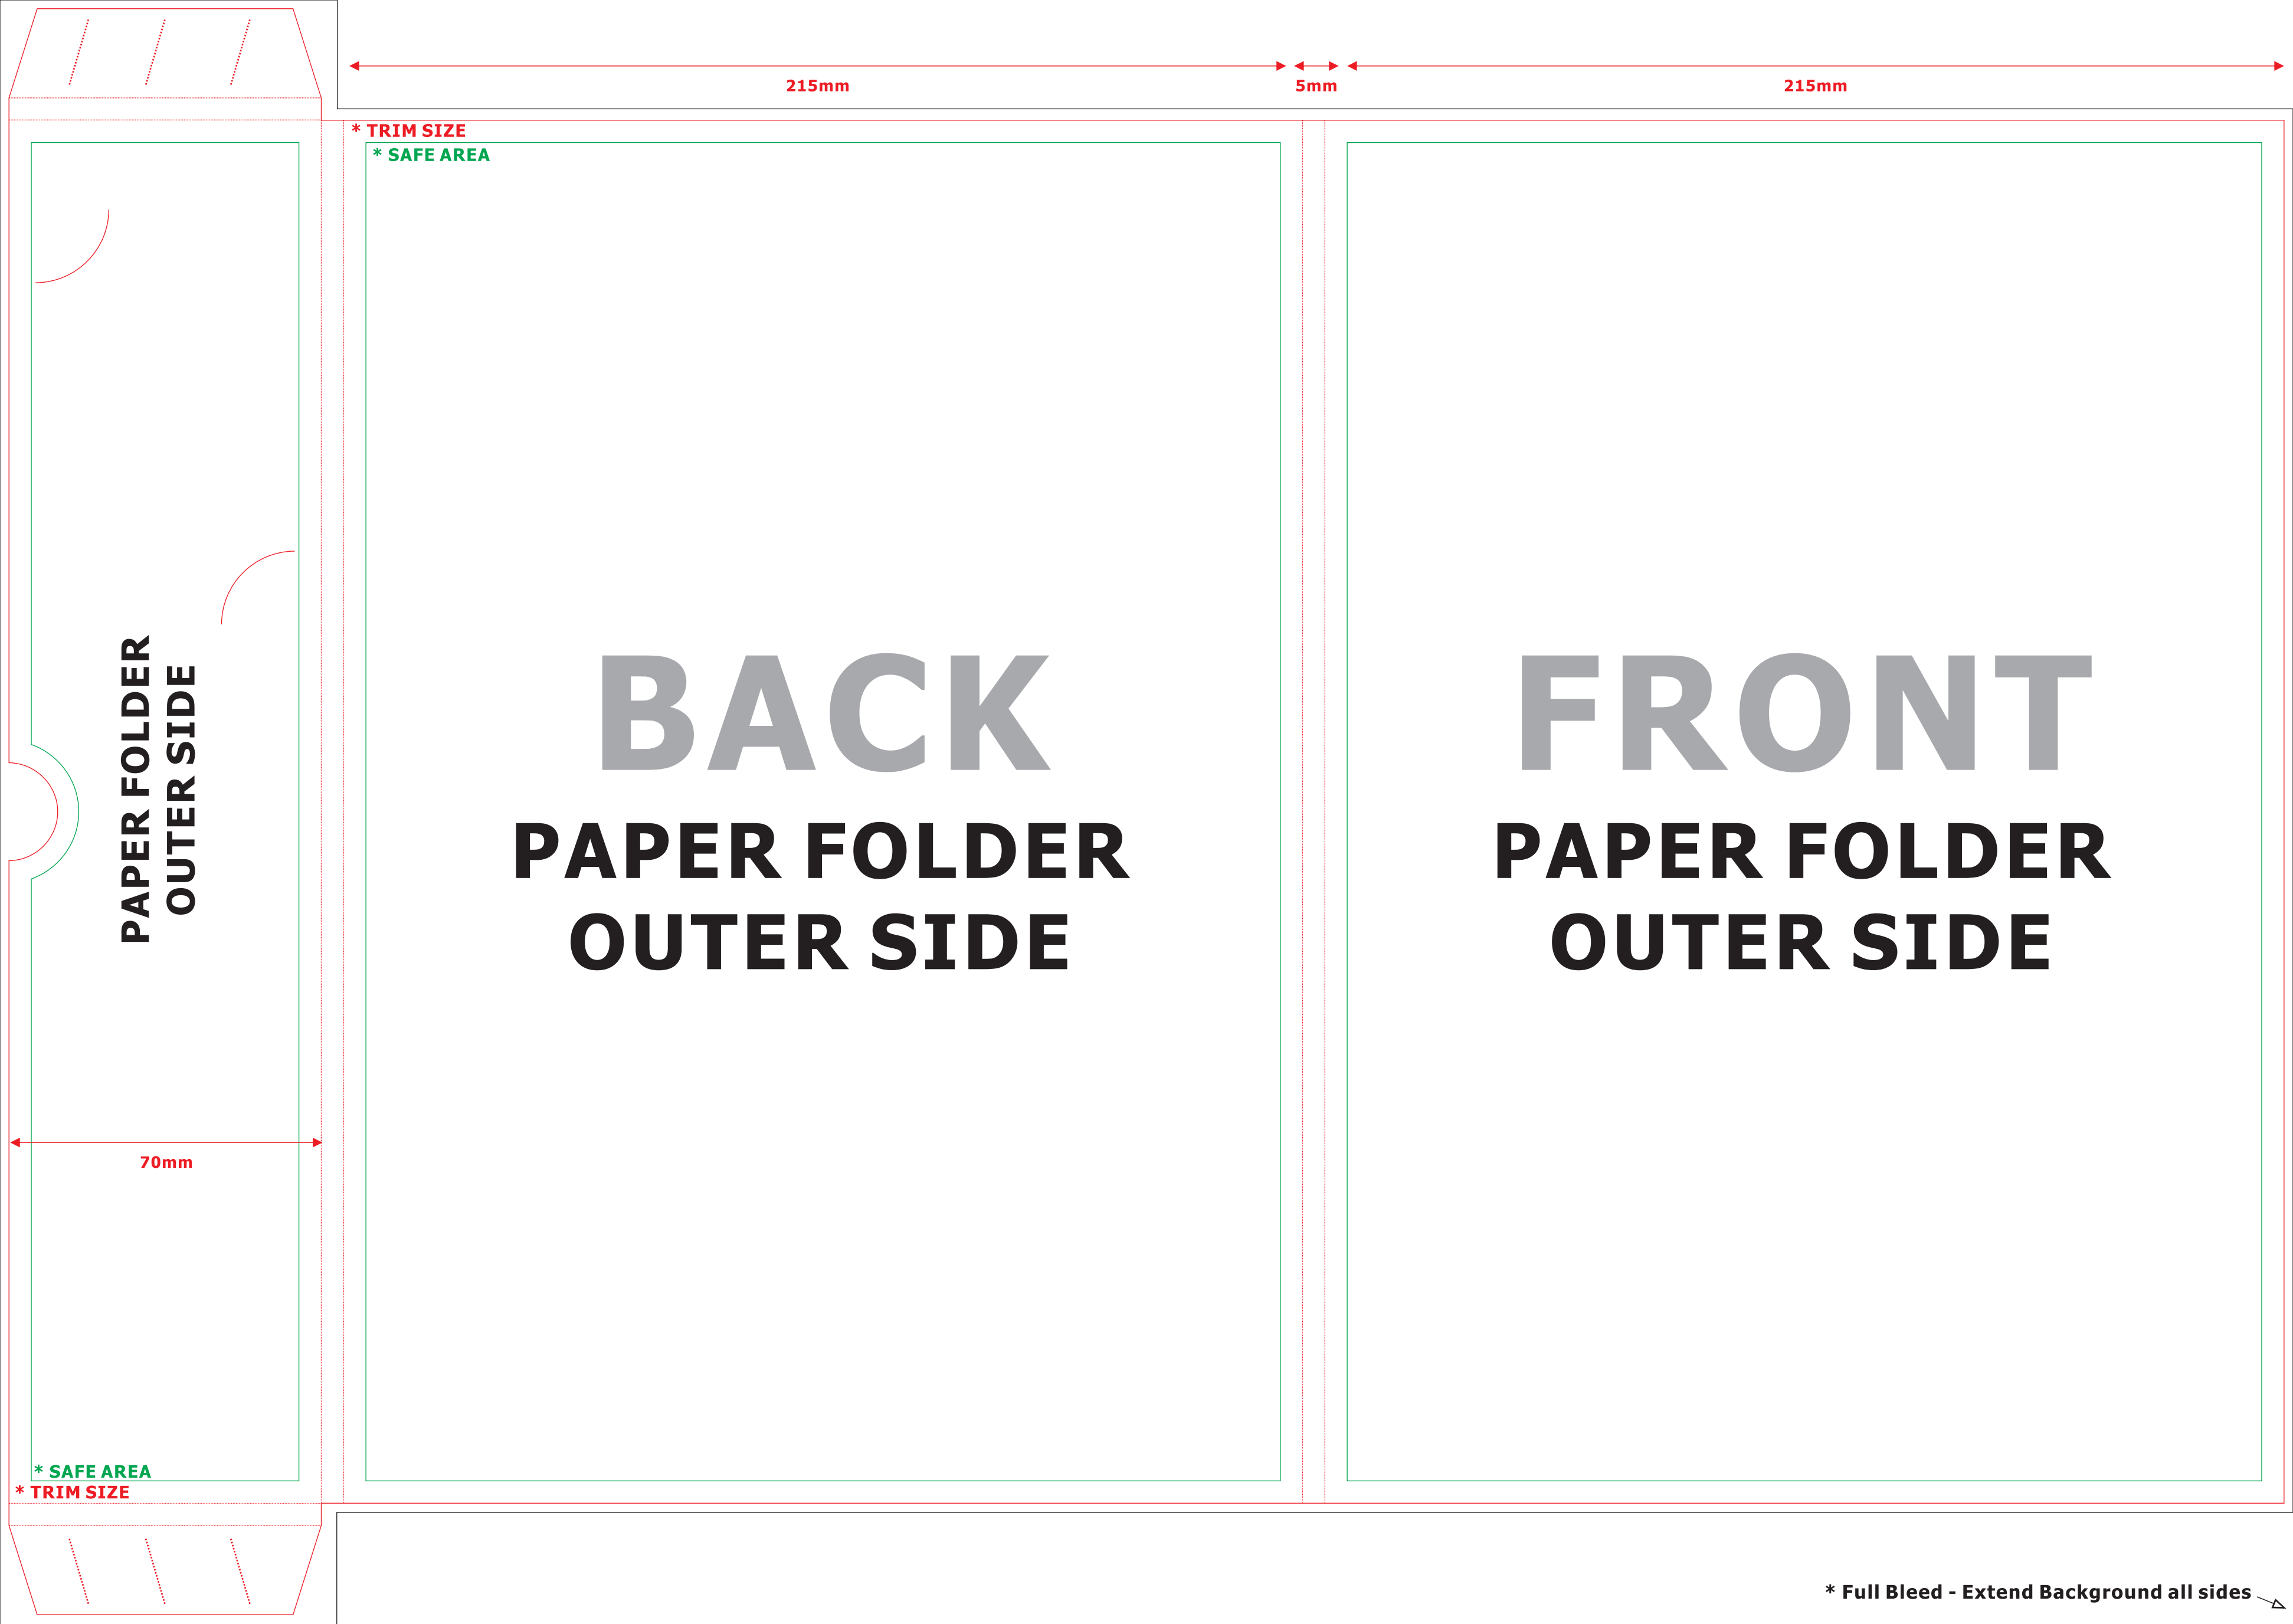 215mm
5mm
215mm
* TRIM SIZE
* SAFE AREA
PAPER FOLDER
OUTER SIDE
BACK
PAPER FOLDER
OUTER SIDE
FRONT
PAPER FOLDER
OUTER SIDE
70mm
* SAFE AREA
* TRIM SIZE
* Full Bleed - Extend Background all sides